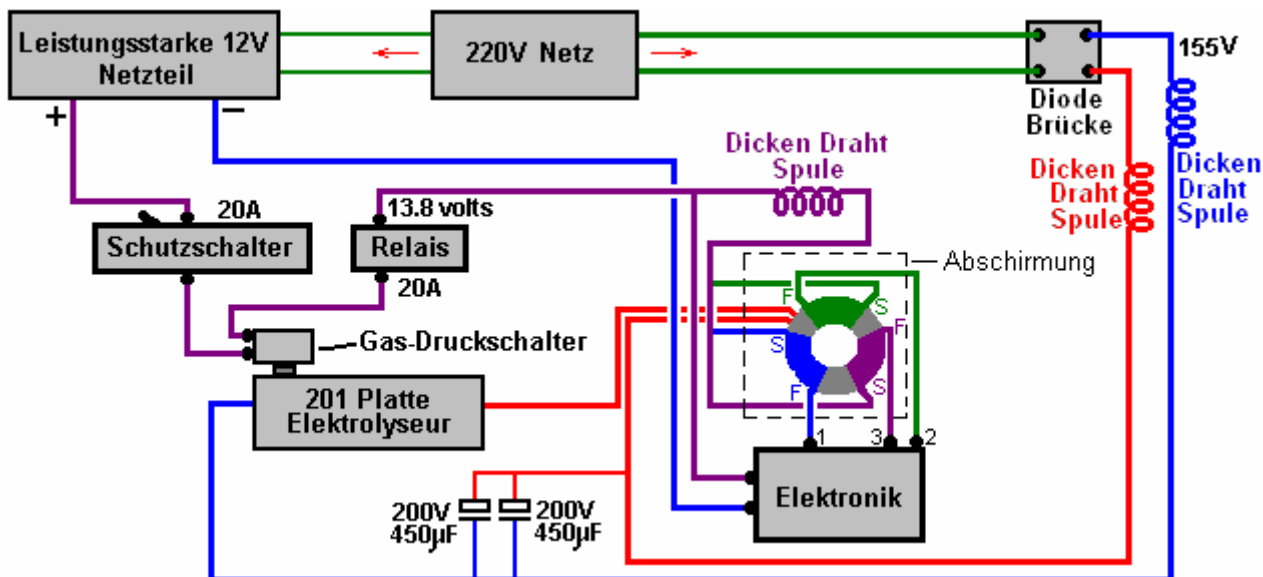 Leistungsstarke 12V
Netzteil
220V Netz
155V
Diode
Brücke
+
−
Dicken Draht
Spule
Dicken
Draht
Spule
Dicken
Draht
Spule
20A
Schutzschalter
13.8 volts
Relais
20A
Abschirmung
F
S
F
S
S
F
Gas-Druckschalter
201 Platte
Elektrolyseur
1
3
2
Elektronik
200V
450µF
200V
450µF